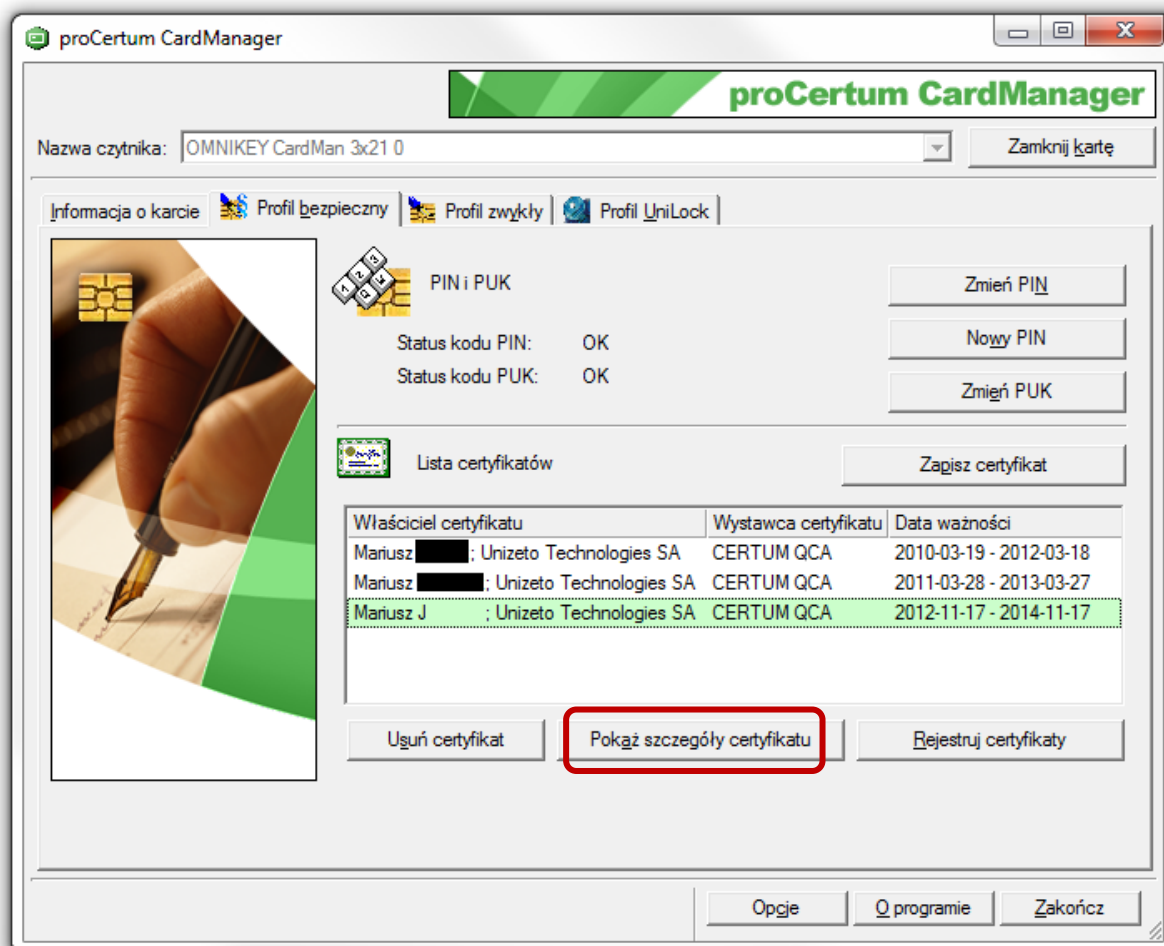 proCertum CardManager
proCertum CardManager
Nazwa czytnika: OMNIKEY CardMan 3x21 0 Zamknij kartę
Informacja o karcie Profil bezpieczny Profil zwykły Profil UniLock
PIN i PUK Zmień PIN
Status kodu PIN: OK Nowy PIN
Status kodu PUK: OK Zmień PUK
Lista certyfikatów Zapisz certyfikat
Właściciel certyfikatu Wystawca certyfikatu Data ważności
Mariusz ; Unizeto Technologies SA CERTUM QCA 2010-03-19 - 2012-03-18
Mariusz ; Unizeto Technologies SA CERTUM QCA 2011-03-28 - 2013-03-27
Mariusz J ; Unizeto Technologies SA CERTUM QCA 2012-11-17 - 2014-11-17
Usuń certyfikat Pokaż szczegóły certyfikatu Rejestruj certyfikaty
Opcje O programie Zakończ